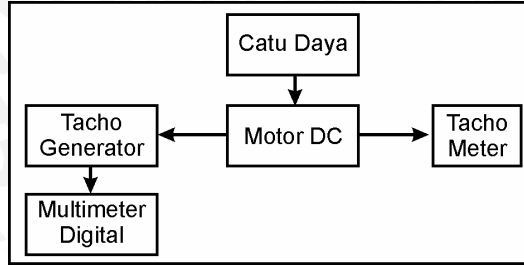 Catu Daya
Tacho
Generator
Motor DC
Tacho
Meter
Multimeter
Digital